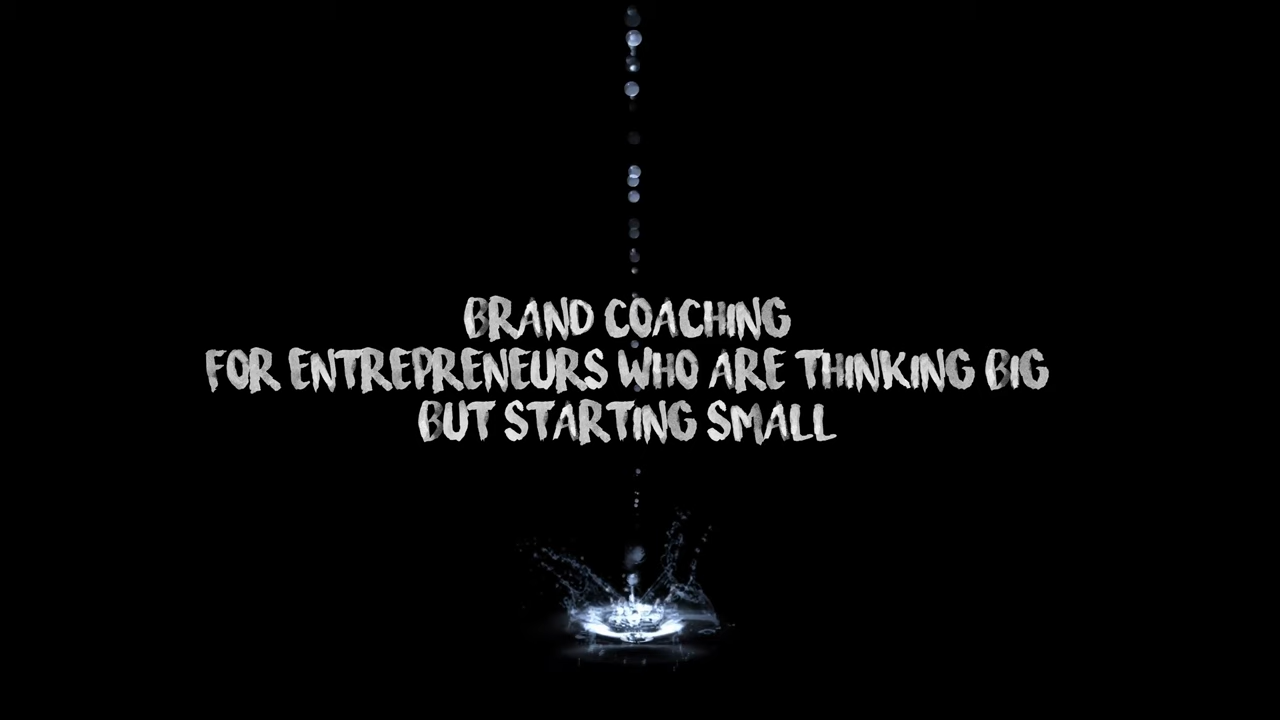 BRAND COACHING
FOR ENTREPRENEURS WHO ARE THINKING BIG
BUT STARTING SMALL